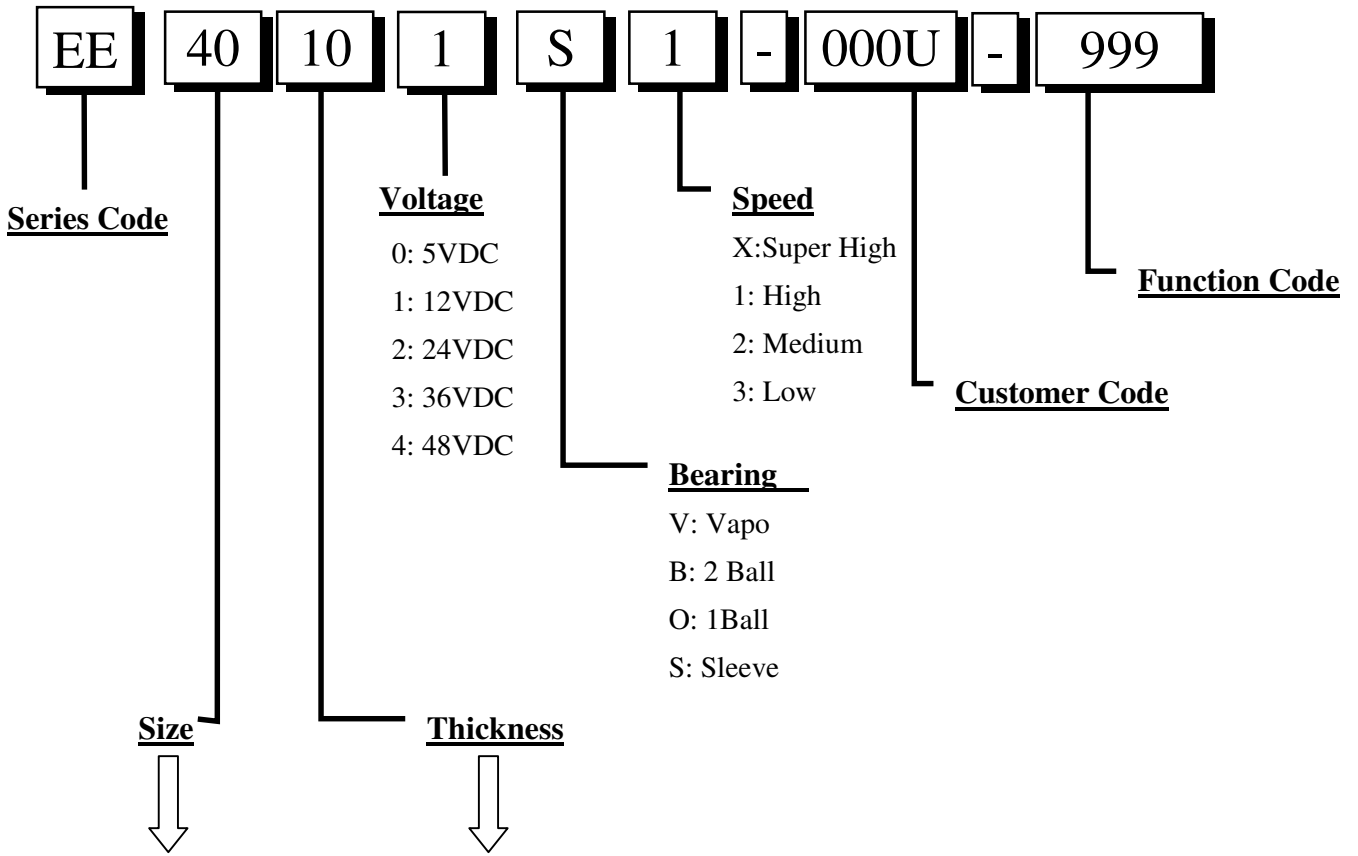 EE 40 10 1 S 1 - 000U - 999
Series Code
Voltage
0: 5VDC
1: 12VDC
2: 24VDC
3: 36VDC
4: 48VDC
Speed
X:Super High
1: High
2: Medium
3: Low
Function Code
Customer Code
Bearing
V: Vapo
B: 2 Ball
O: 1Ball
S: Sleeve
Size
Thickness